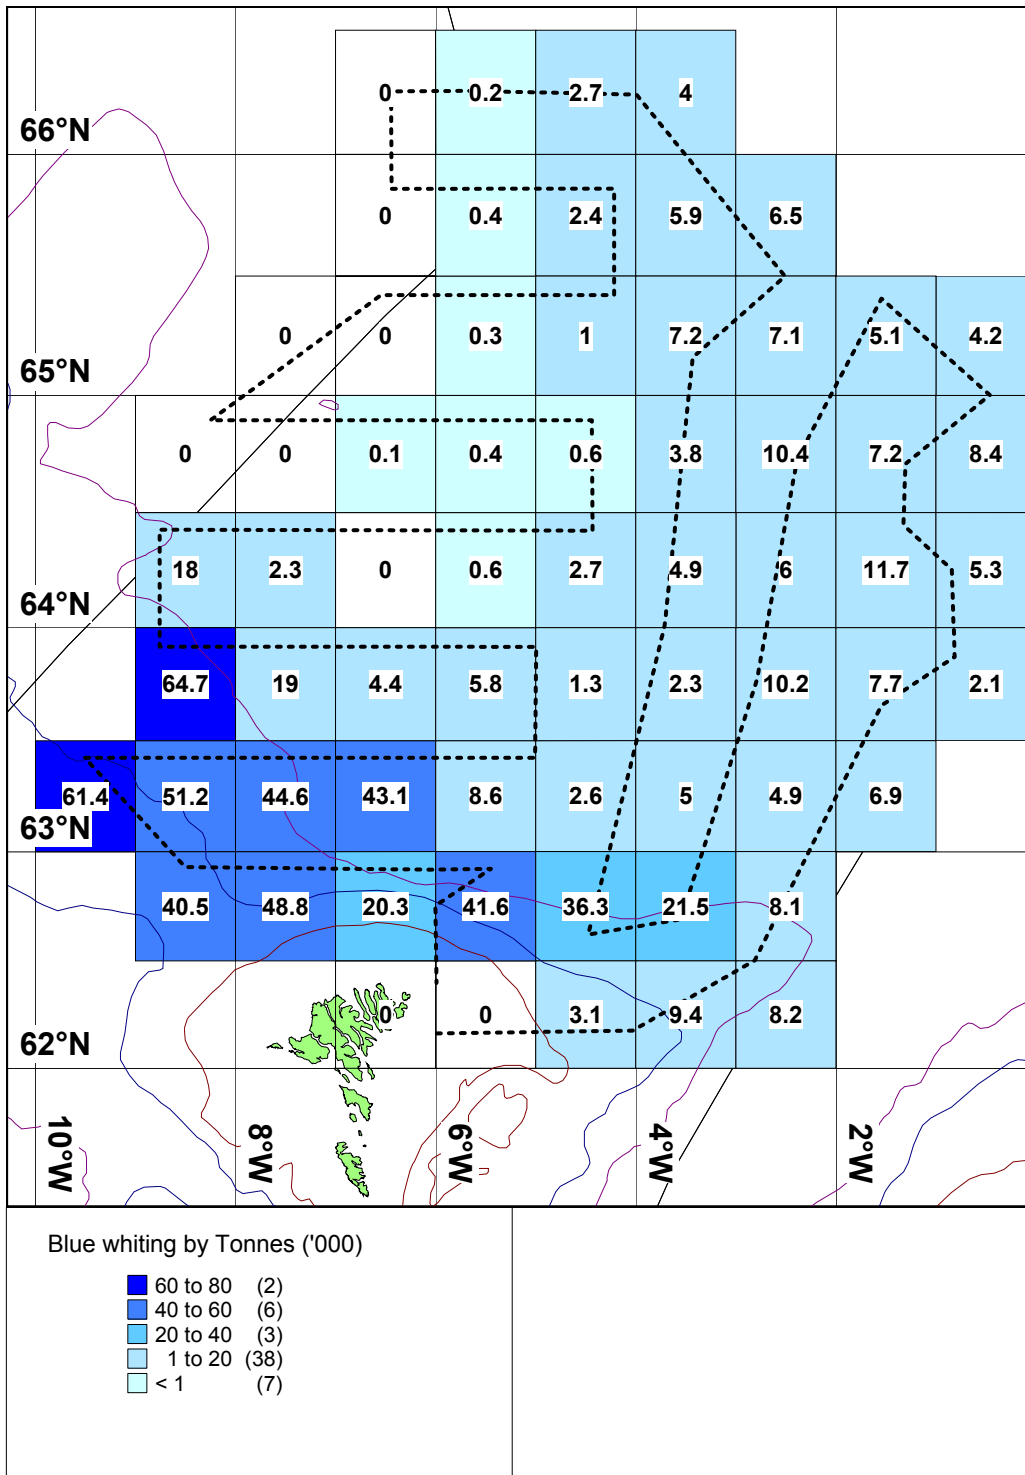 0 0.2 2.7 4
66°N
0 0.4 2.4 5.9 6.5
0 0 0.3 1 7.2 7.1 5.1 4.2
65°N
0 0 0.1 0.4 0.6 3.8 10.4 7.2 8.4
18 2.3 0 0.6 2.7 4.9 6 11.7 5.3
64°N
64.7 19 4.4 5.8 1.3 2.3 10.2 7.7 2.1
61.4 51.2 44.6 43.1 8.6 2.6 5 4.9 6.9
63°N
40.5 48.8 20.3 41.6 36.3 21.5 8.1
0 0 3.1 9.4 8.2
62°N
10°W 8°W 6°W 4°W 2°W
Blue whiting by Tonnes ('000)
60 to 80 (2)
40 to 60 (6)
20 to 40 (3)
1 to 20 (38)
< 1 (7)